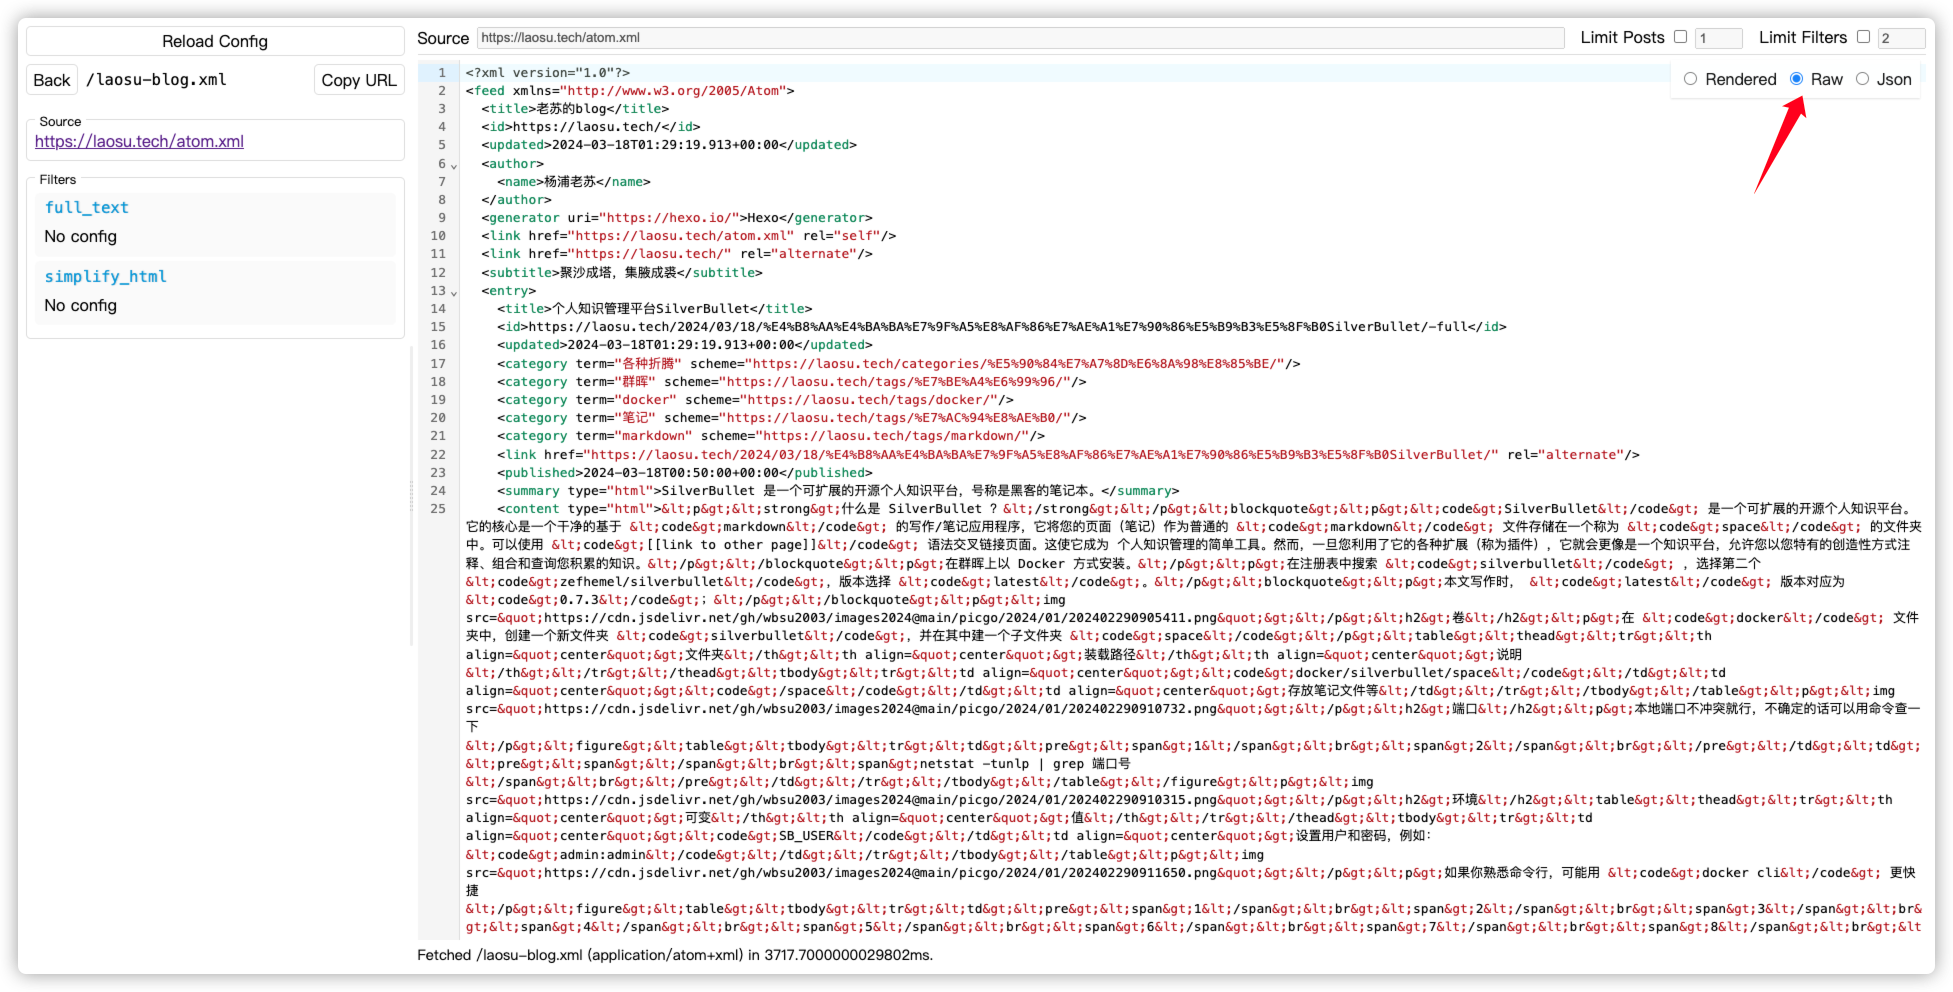 Reload Config
Back /laosu-blog.xml Copy URL
Source
https://laosu.tech/atom.xml
Filters
full_text
No config
simplify_html
No config
Source https://laosu.tech/atom.xml Limit Posts 1 Limit Filters 2
Rendered Raw Json
1 <?xml version="1.0"?>
2 <feed xmlns="http://www.w3.org/2005/Atom">
3 <title>老苏的blog</title>
4 <id>https://laosu.tech/</id>
5 <updated>2024-03-18T01:29:19.913+00:00</updated>
6 <author>
7 <name>杨浦老苏</name>
8 </author>
9 <generator uri="https://hexo.io/">Hexo</generator>
10 <link href="https://laosu.tech/atom.xml" rel="self"/>
11 <link href="https://laosu.tech/" rel="alternate"/>
12 <subtitle>聚沙成塔，集腋成裘</subtitle>
13 <entry>
14 <title>个人知识管理平台SilverBullet</title>
15 <id>https://laosu.tech/2024/03/18/%E4%B8%AA%E4%BA%BA%E7%9F%A5%E8%AF%86%E7%AE%A1%E7%90%86%E5%B9%B3%E5%8F%B0SilverBullet/-full</id>
16 <updated>2024-03-18T01:29:19.913+00:00</updated>
17 <category term="各种折腾" scheme="https://laosu.tech/categories/%E5%90%84%E7%A7%8D%E6%8A%98%E8%85%BE/"/>
18 <category term="群晖" scheme="https://laosu.tech/tags/%E7%BE%A4%E6%99%96/"/>
19 <category term="docker" scheme="https://laosu.tech/tags/docker/"/>
20 <category term="笔记" scheme="https://laosu.tech/tags/%E7%AC%94%E8%AE%B0/"/>
21 <category term="markdown" scheme="https://laosu.tech/tags/markdown/"/>
22 <link href="https://laosu.tech/2024/03/18/%E4%B8%AA%E4%BA%BA%E7%9F%A5%E8%AF%86%E7%AE%A1%E7%90%86%E5%B9%B3%E5%8F%B0SilverBullet/" rel="alternate"/>
23 <published>2024-03-18T00:50:00+00:00</published>
24 <summary type="html">SilverBullet 是一个可扩展的开源个人知识平台，号称是黑客的笔记本。</summary>
25 <content type="html">&lt;p&gt;&lt;strong&gt;什么是 SilverBullet ? &lt;/strong&gt;&lt;/p&gt;&lt;blockquote&gt;&lt;p&gt;&lt;code&gt;SilverBullet&lt;/code&gt; 是一个可扩展的开源个人知识平台。
它的核心是一个干净的基于 &lt;code&gt;markdown&lt;/code&gt; 的写作/笔记应用程序，它将您的页面（笔记）作为普通的 &lt;code&gt;markdown&lt;/code&gt; 文件存储在一个称为 &lt;code&gt;space&lt;/code&gt; 的文件夹
中。可以使用 &lt;code&gt;[[link to other page]]&lt;/code&gt; 语法交叉链接页面。这使它成为 个人知识管理的简单工具。然而，一旦您利用了它的各种扩展（称为插件），它就会更像是一个知识平台，允许您以您特有的创造性方式注
释、组合和查询您积累的知识。&lt;/p&gt;&lt;/blockquote&gt;&lt;p&gt;在群晖上以 Docker 方式安装。&lt;/p&gt;&lt;p&gt;在注册表中搜索 &lt;code&gt;silverbullet&lt;/code&gt; ，选择第二个
&lt;code&gt;zefhemel/silverbullet&lt;/code&gt;，版本选择 &lt;code&gt;latest&lt;/code&gt;。&lt;/p&gt;&lt;blockquote&gt;&lt;p&gt;本文写作时， &lt;code&gt;latest&lt;/code&gt; 版本对应为
&lt;code&gt;0.7.3&lt;/code&gt;；&lt;/p&gt;&lt;/blockquote&gt;&lt;p&gt;&lt;img
src=&quot;https://cdn.jsdelivr.net/gh/wbsu2003/images2024@main/picgo/2024/01/202402290905411.png&quot;&gt;&lt;/p&gt;&lt;h2&gt;卷&lt;/h2&gt;&lt;p&gt;在 &lt;code&gt;docker&lt;/code&gt; 文件
夹中，创建一个新文件夹 &lt;code&gt;silverbullet&lt;/code&gt;，并在其中建一个子文件夹 &lt;code&gt;space&lt;/code&gt;&lt;/p&gt;&lt;table&gt;&lt;thead&gt;&lt;tr&gt;&lt;th
align=&quot;center&quot;&gt;文件夹&lt;/th&gt;&lt;th align=&quot;center&quot;&gt;装载路径&lt;/th&gt;&lt;th align=&quot;center&quot;&gt;说明
&lt;/th&gt;&lt;/tr&gt;&lt;/thead&gt;&lt;tbody&gt;&lt;tr&gt;&lt;td align=&quot;center&quot;&gt;&lt;code&gt;docker/silverbullet/space&lt;/code&gt;&lt;/td&gt;&lt;td
align=&quot;center&quot;&gt;&lt;code&gt;/space&lt;/code&gt;&lt;/td&gt;&lt;td align=&quot;center&quot;&gt;存放笔记文件等&lt;/td&gt;&lt;/tr&gt;&lt;/tbody&gt;&lt;/table&gt;&lt;p&gt;&lt;img
src=&quot;https://cdn.jsdelivr.net/gh/wbsu2003/images2024@main/picgo/2024/01/202402290910732.png&quot;&gt;&lt;/p&gt;&lt;h2&gt;端口&lt;/h2&gt;&lt;p&gt;本地端口不冲突就行，不确定的话可以用命令查一
下
&lt;/p&gt;&lt;figure&gt;&lt;table&gt;&lt;tbody&gt;&lt;tr&gt;&lt;td&gt;&lt;pre&gt;&lt;span&gt;1&lt;/span&gt;&lt;br&gt;&lt;span&gt;2&lt;/span&gt;&lt;br&gt;&lt;/pre&gt;&lt;/td&gt;&lt;td&gt;
&lt;pre&gt;&lt;span&gt;&lt;/span&gt;&lt;br&gt;&lt;span&gt;netstat -tunlp | grep 端口号
&lt;/span&gt;&lt;br&gt;&lt;/pre&gt;&lt;/td&gt;&lt;/tr&gt;&lt;/tbody&gt;&lt;/table&gt;&lt;/figure&gt;&lt;p&gt;&lt;img
src=&quot;https://cdn.jsdelivr.net/gh/wbsu2003/images2024@main/picgo/2024/01/202402290910315.png&quot;&gt;&lt;/p&gt;&lt;h2&gt;环境&lt;/h2&gt;&lt;table&gt;&lt;thead&gt;&lt;tr&gt;&lt;th
align=&quot;center&quot;&gt;可变&lt;/th&gt;&lt;th align=&quot;center&quot;&gt;值&lt;/th&gt;&lt;/tr&gt;&lt;/thead&gt;&lt;tbody&gt;&lt;tr&gt;&lt;td
align=&quot;center&quot;&gt;&lt;code&gt;SB_USER&lt;/code&gt;&lt;/td&gt;&lt;td align=&quot;center&quot;&gt;设置用户和密码，例如：
&lt;code&gt;admin:admin&lt;/code&gt;&lt;/td&gt;&lt;/tr&gt;&lt;/tbody&gt;&lt;/table&gt;&lt;p&gt;&lt;img
src=&quot;https://cdn.jsdelivr.net/gh/wbsu2003/images2024@main/picgo/2024/01/202402290911650.png&quot;&gt;&lt;/p&gt;&lt;p&gt;如果你熟悉命令行，可能用 &lt;code&gt;docker cli&lt;/code&gt; 更快
捷
&lt;/p&gt;&lt;figure&gt;&lt;table&gt;&lt;tbody&gt;&lt;tr&gt;&lt;td&gt;&lt;pre&gt;&lt;span&gt;1&lt;/span&gt;&lt;br&gt;&lt;span&gt;2&lt;/span&gt;&lt;br&gt;&lt;span&gt;3&lt;/span&gt;&lt;br&
gt;&lt;span&gt;4&lt;/span&gt;&lt;br&gt;&lt;span&gt;5&lt;/span&gt;&lt;br&gt;&lt;span&gt;6&lt;/span&gt;&lt;br&gt;&lt;span&gt;7&lt;/span&gt;&lt;br&gt;&lt;span&gt;8&lt;/span&gt;&lt;br&gt;&lt
Fetched /laosu-blog.xml (application/atom+xml) in 3717.7000000029802ms.